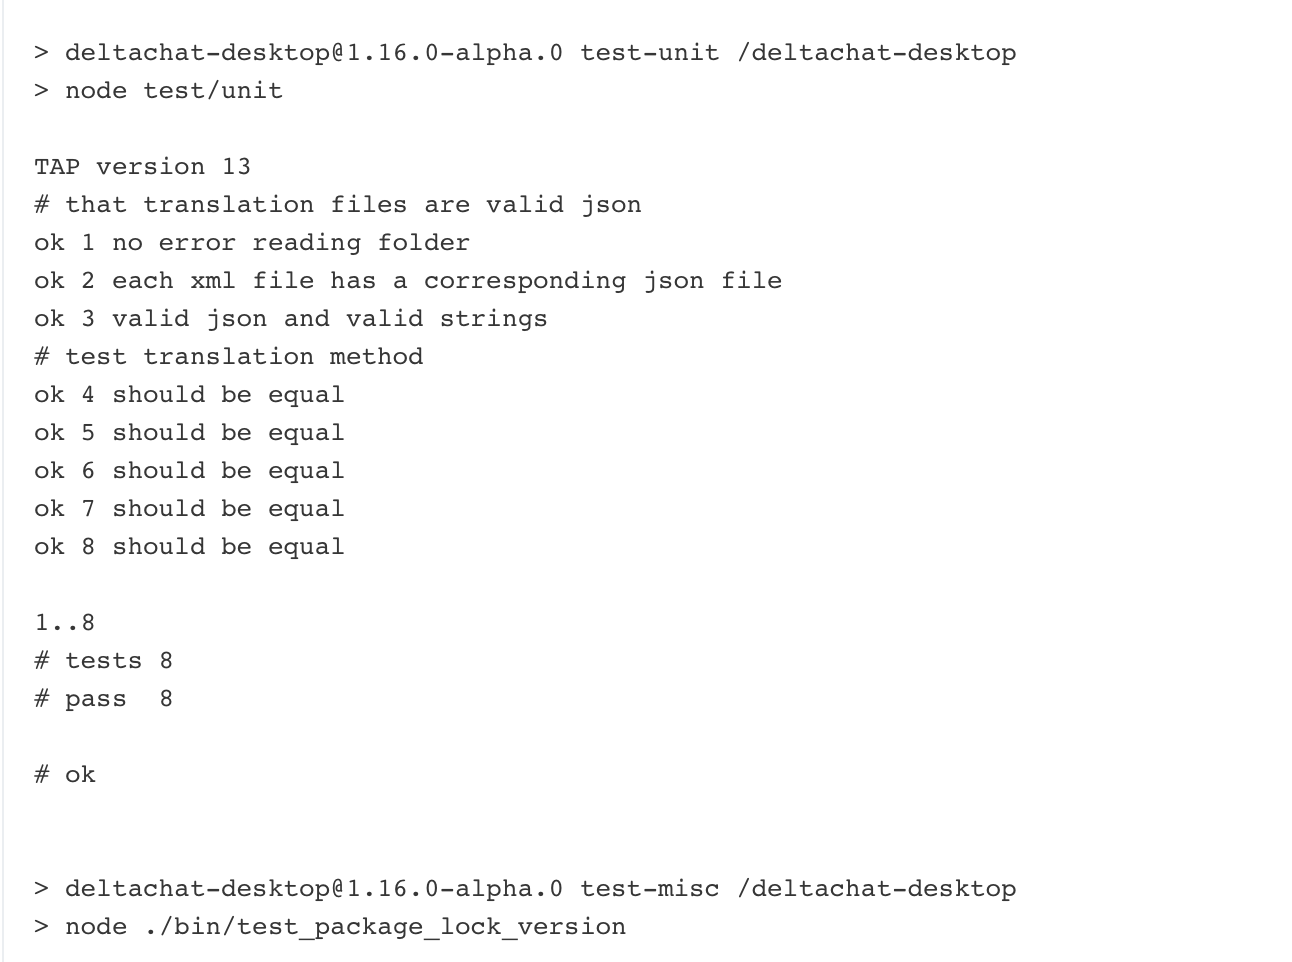 > deltachat-desktop@1.16.0-alpha.0 test-unit /deltachat-desktop
> node test/unit
TAP version 13
# that translation files are valid json
ok 1 no error reading folder
ok 2 each xml file has a corresponding json file
ok 3 valid json and valid strings
# test translation method
ok 4 should be equal
ok 5 should be equal
ok 6 should be equal
ok 7 should be equal
ok 8 should be equal
1..8
# tests 8
# pass  8
# ok
> deltachat-desktop@1.16.0-alpha.0 test-misc /deltachat-desktop
> node ./bin/test_package_lock_version